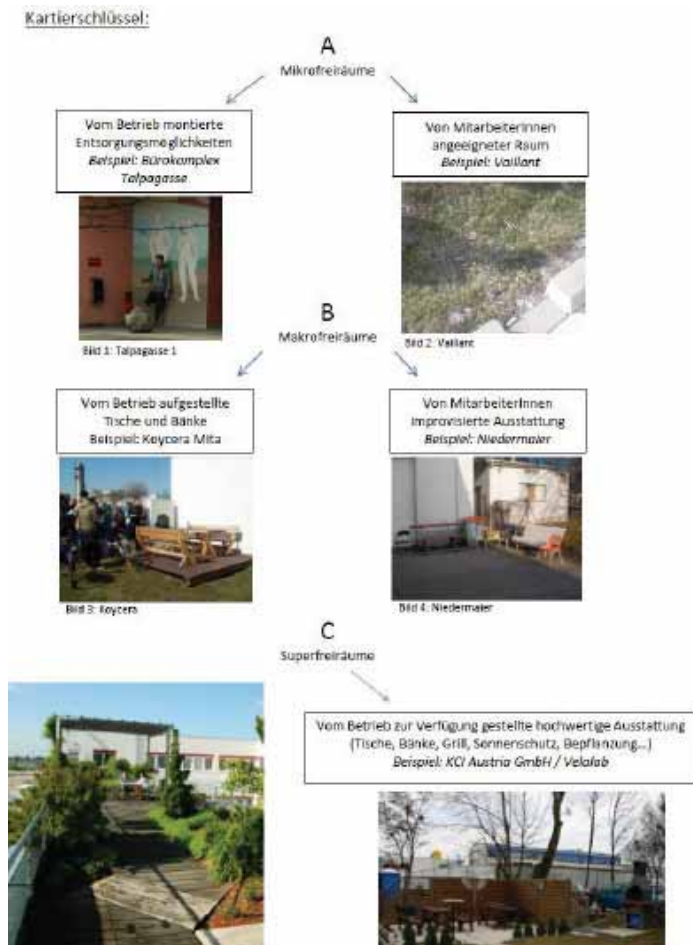 Kartierschlüssel:
A
Mikrofreiräume
Vom Betrieb montierte
Entsorgungsmöglichkeiten
Beispiel: Bürokomplex
Talpagasse
Von MitarbeiterInnen
angeeigneter Raum
Beispiel: Vaillant
Bild 1: Talpagasse 1
Bild 2: Vaillant
B
Makrofreiräume
Vom Betrieb aufgestellte
Tische und Bänke
Beispiel: Koycera Mita
Von MitarbeiterInnen
improvisierte Ausstattung
Beispiel: Niedermaier
Bild 3: Koycera
Bild 4: Niedermaier
C
Superfreiräume
Vom Betrieb zur Verfügung gestellte hochwertige Ausstattung
(Tische, Bänke, Grill, Sonnenschutz, Bepflanzung...)
Beispiel: KCI Austria GmbH / Velalab